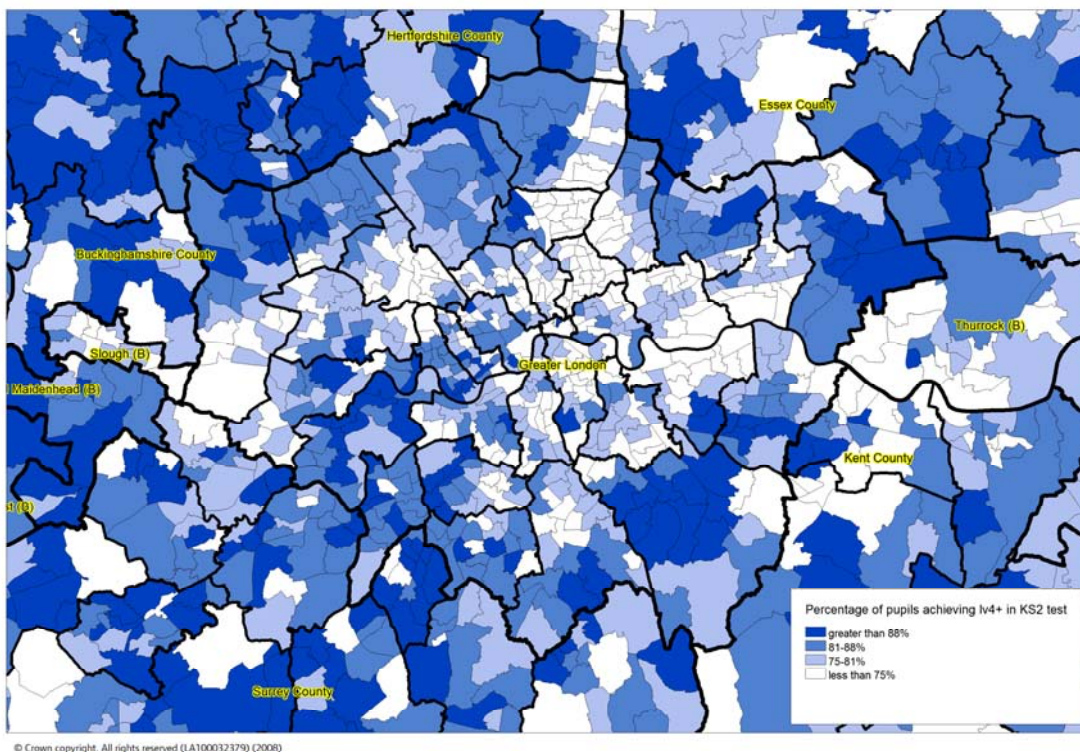 Hertfordshire County
Essex County
Buckinghamshire County
Thurrock (B)
Slough (B)
Greater London
Maidenhead (B)
Kent County
Surrey County
Percentage of pupils achieving lv4+ in KS2 test
greater than 88%
81-88%
75-81%
less than 75%
© Crown copyright. All rights reserved (LA100032379) (2008)